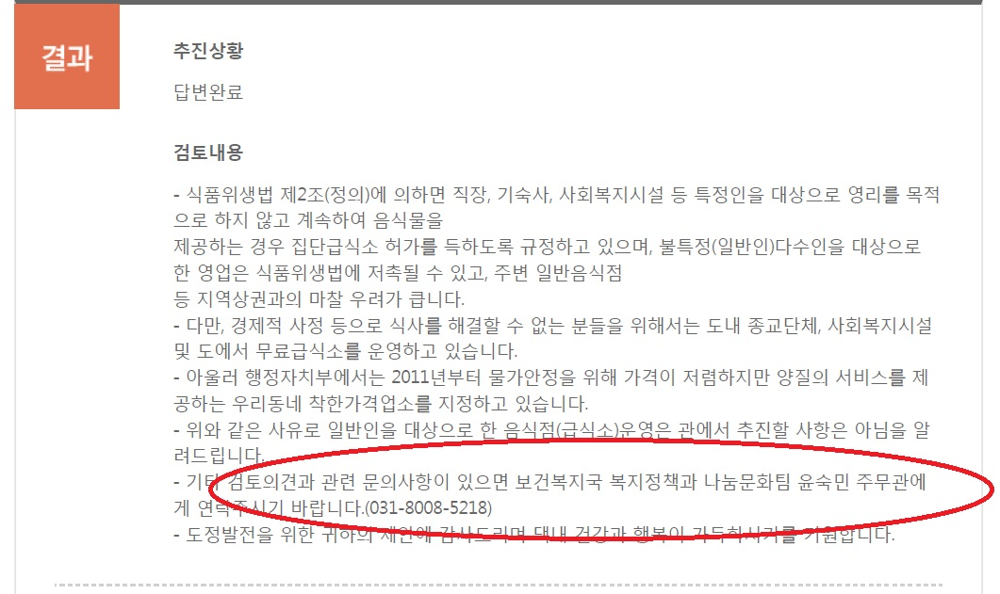 결과
추진상황
답변완료
검토내용
- 식품위생법 제2조(정의)에 의하면 직장, 기숙사, 사회복지시설 등 특정인을 대상으로 영리를 목적
으로 하지 않고 계속하여 음식물을
제공하는 경우 집단급식소 허가를 득하도록 규정하고 있으며, 불특정(일반인)다수인을 대상으로
한 영업은 식품위생법에 저촉될 수 있고, 주변 일반음식점
등 지역상권과의 마찰 우려가 큽니다.
- 다만, 경제적 사정 등으로 식사를 해결할 수 없는 분들을 위해서는 도내 종교단체, 사회복지시설
및 도에서 무료급식소를 운영하고 있습니다.
- 아울러 행정자치부에서는 2011년부터 물가안정을 위해 가격이 저렴하지만 양질의 서비스를 제
공하는 우리동네 착한가격업소를 지정하고 있습니다.
- 위와 같은 사유로 일반인을 대상으로 한 음식점(급식소)운영은 관에서 추진할 사항은 아님을 알
려드립니다.
- 기타 검토의견과 관련 문의사항이 있으면 보건복지국 복지정책과 나눔문화팀 윤숙민 주무관에
게 연락주시기 바랍니다.(031-8008-5218)
- 도정발전을 위한 귀하의 제안에 감사드리며 댁내 건강과 행복이 가득하시기를 기원합니다.